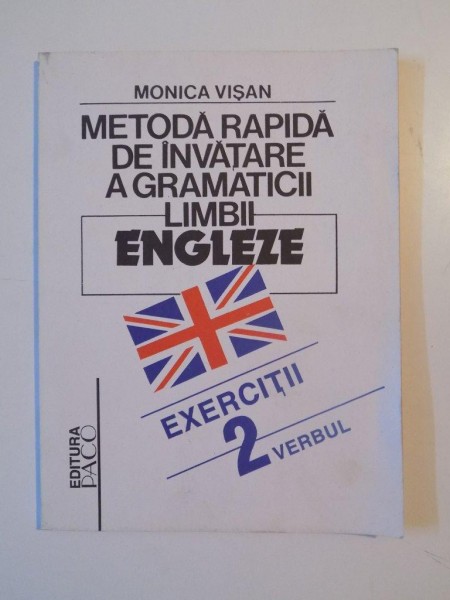 MONICA VIȘAN
METODĂ RAPIDĂ
DE ÎNVĂȚARE
A GRAMATICII
LIMBII
ENGLEZE
EXERCIȚII
2 VERBUL
EDITURA
PACO